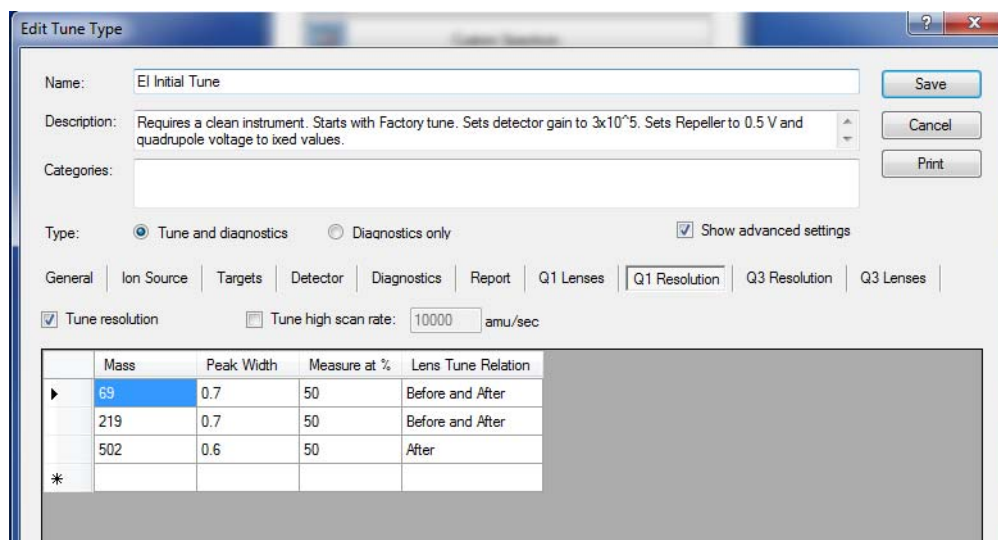 Edit Tune Type
Name: EI Initial Tune Save
Description: Requires a clean instrument. Starts with Factory tune. Sets detector gain to 3x10^5. Sets Repeller to 0.5 V and Cancel
quadrupole voltage to ixed values.
Print
Categories:
Type: Tune and diagnostics Diagnostics only Show advanced settings
General Ion Source Targets Detector Diagnostics Report Q1 Lenses Q1 Resolution Q3 Resolution Q3 Lenses
Tune resolution Tune high scan rate: 10000 amu/sec
Mass Peak Width Measure at % Lens Tune Relation
69 0.7 50 Before and After
219 0.7 50 Before and After
502 0.6 50 After